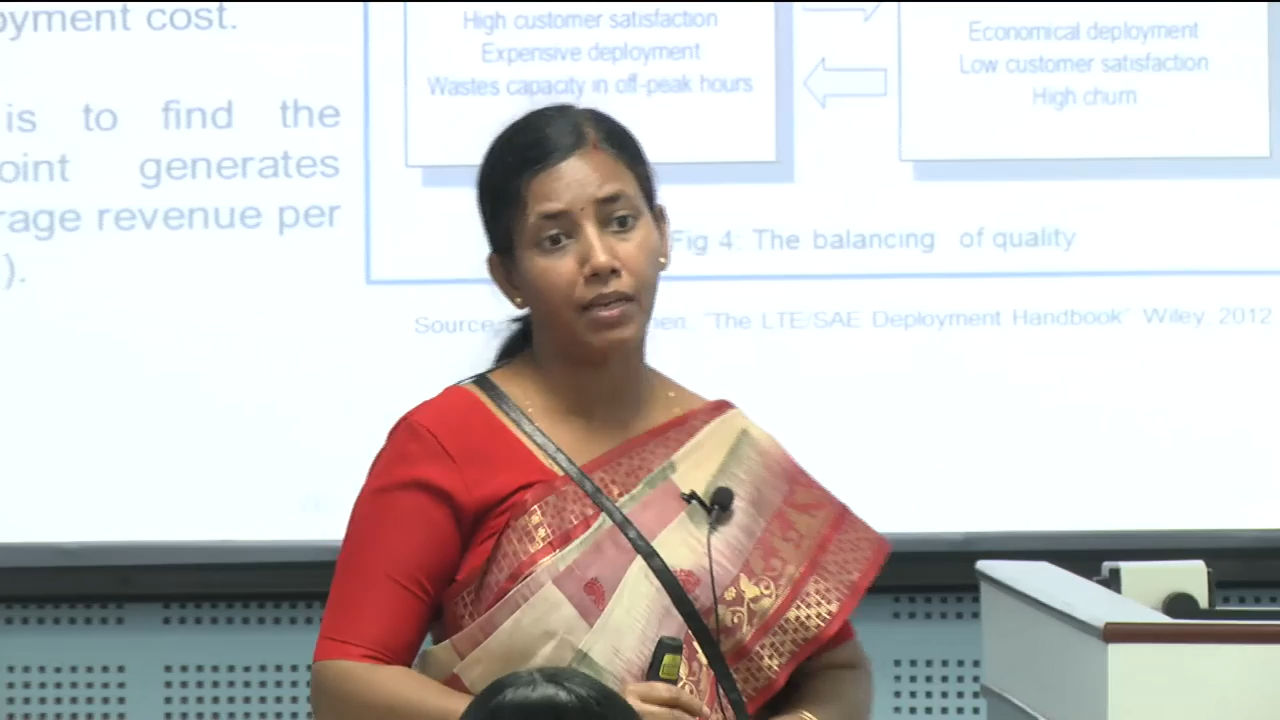 oyment cost.
is to find the
oint generates
rage revenue per
).
High customer satisfaction
Expensive deployment
Wastes capacity in off-peak hours
Economical deployment
Low customer satisfaction
High churn
Fig 4: The balancing of quality
Source: nen, "The LTE/SAE Deployment Handbook" Wiley, 2012